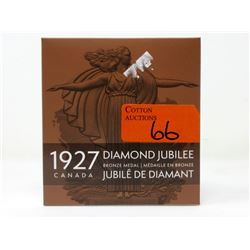 COTTON
AUCTIONS
66
1927
CANADA
DIAMOND JUBILEE
BRONZE MEDAL | MÉDAILLE EN BRONZE
JUBILÉ DE DIAMANT